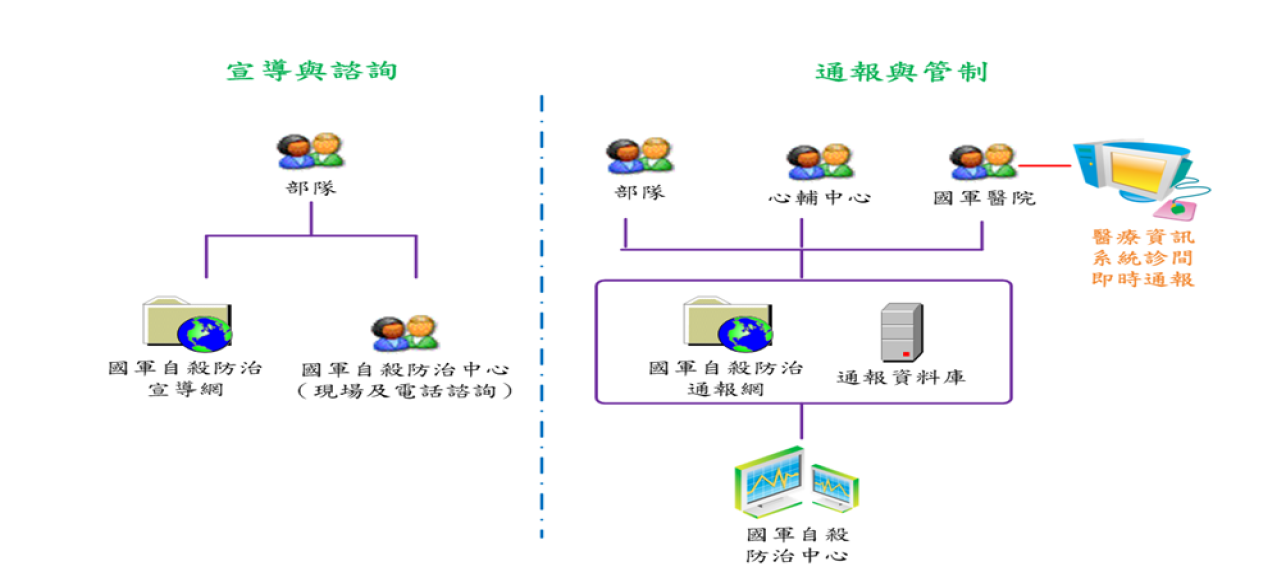 宣導與諮詢
部隊
國軍自殺防治
宣導網
國軍自殺防治中心
（現場及電話諮詢）
通報與管制
部隊
心輔中心
國軍醫院
醫療資訊
系統診間
即時通報
國軍自殺防治
通報網
通報資料庫
國軍自殺
防治中心